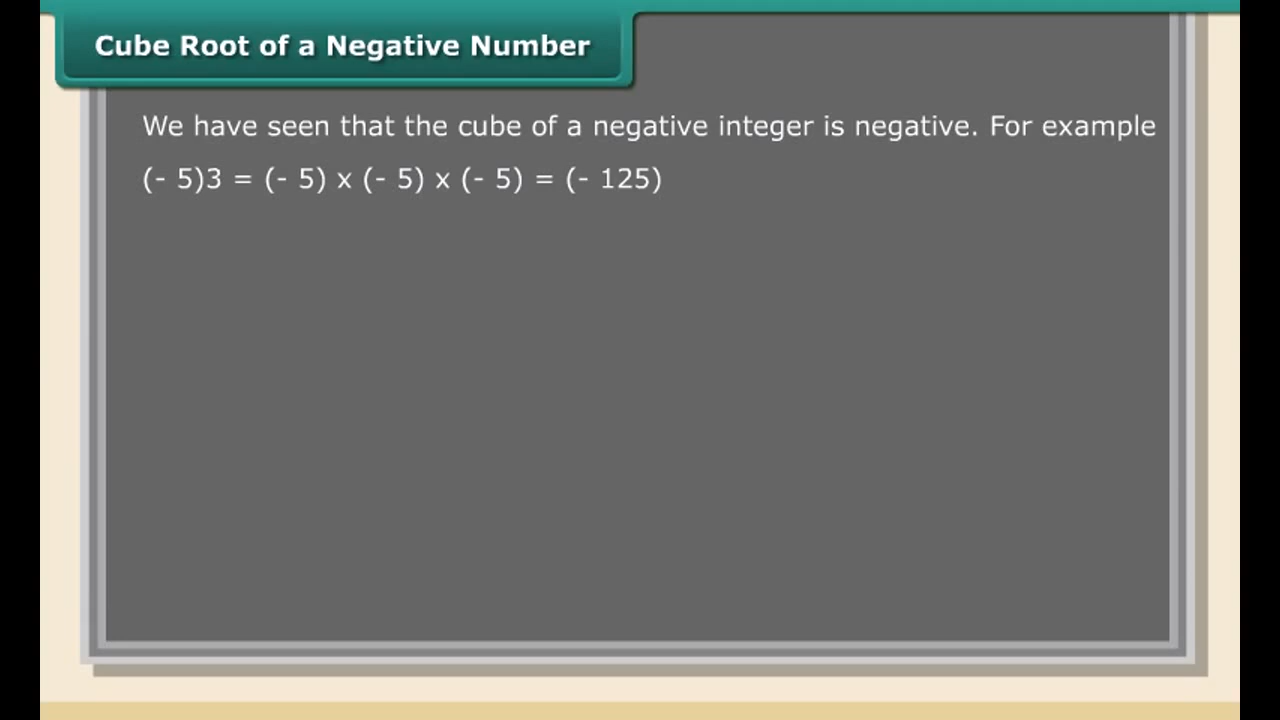 Cube Root of a Negative Number
We have seen that the cube of a negative integer is negative. For example
(- 5)3 = (- 5) x (- 5) x (- 5) = (- 125)